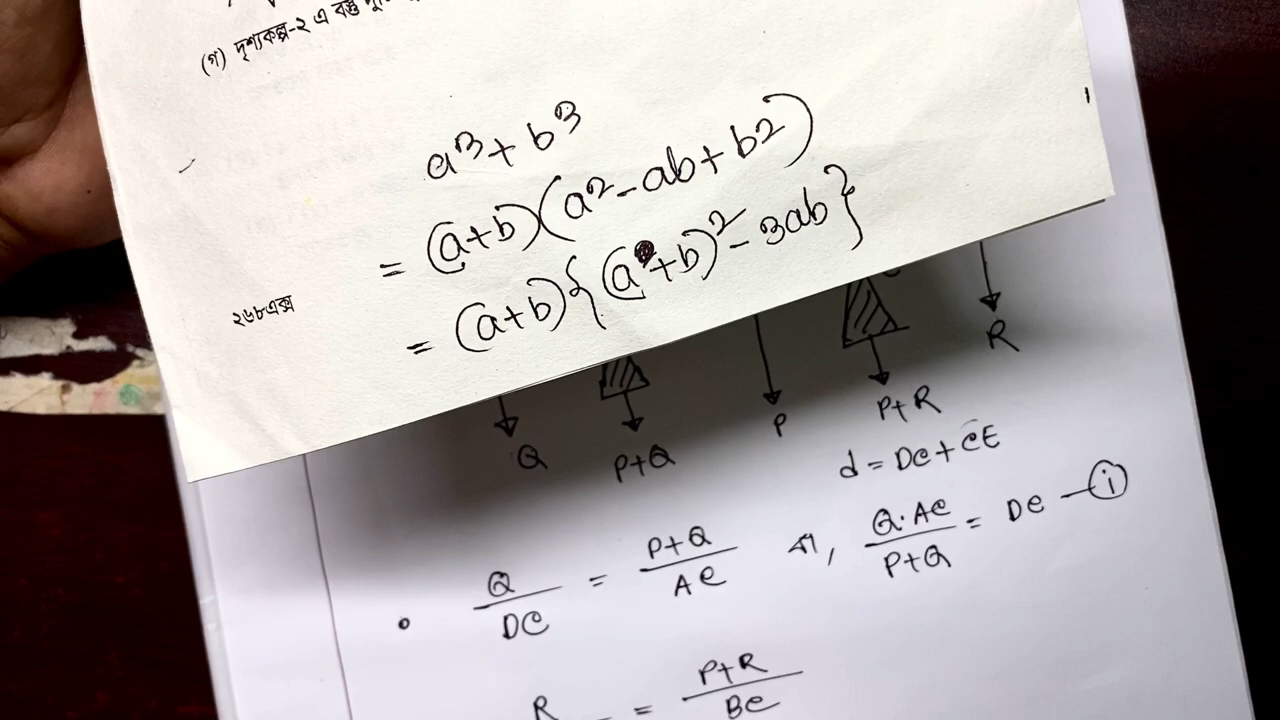 (গ) দৃশ্যকল্প-২ এ বস্তু
a³ + b³
= (a+b)(a² - ab + b2)
= (a+b){(a+b)² - 3ab}
২৬৮এক্স
Q P+Q P P+R R
d = DC + CE
Q/DC = P+Q/AC বা, Q·AC/P+Q = DC — (i)
R = P+R/BC